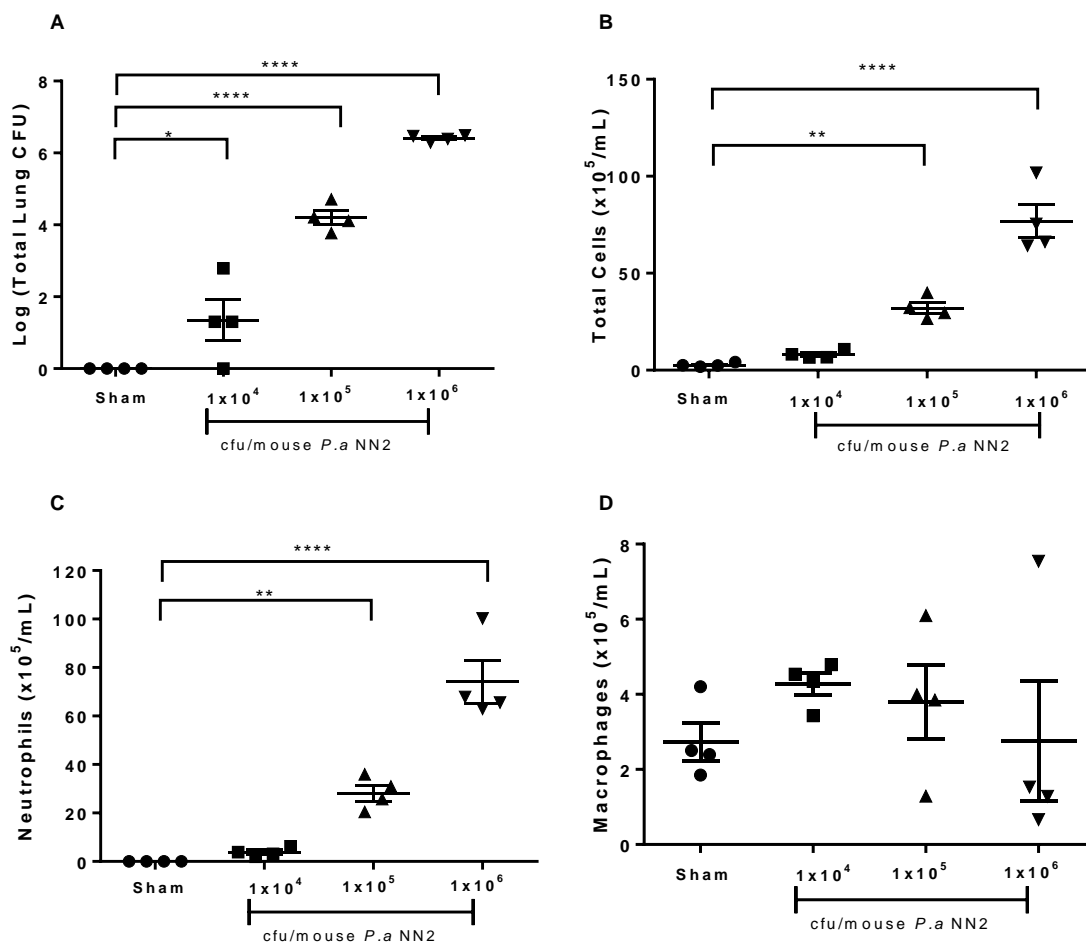 A
Log (Total Lung CFU)
8
6
4
2
0
****
****
*
Sham
1x10⁴
1x10⁵
1x10⁶
cfu/mouse P.a NN2
B
Total Cells (x10⁵/mL)
150
100
50
0
****
**
Sham
1x10⁴
1x10⁵
1x10⁶
cfu/mouse P.a NN2
C
Neutrophils (x10⁵/mL)
120
100
80
60
40
20
0
****
**
Sham
1x10⁴
1x10⁵
1x10⁶
cfu/mouse P.a NN2
D
Macrophages (x10⁵/mL)
8
6
4
2
0
Sham
1x10⁴
1x10⁵
1x10⁶
cfu/mouse P.a NN2